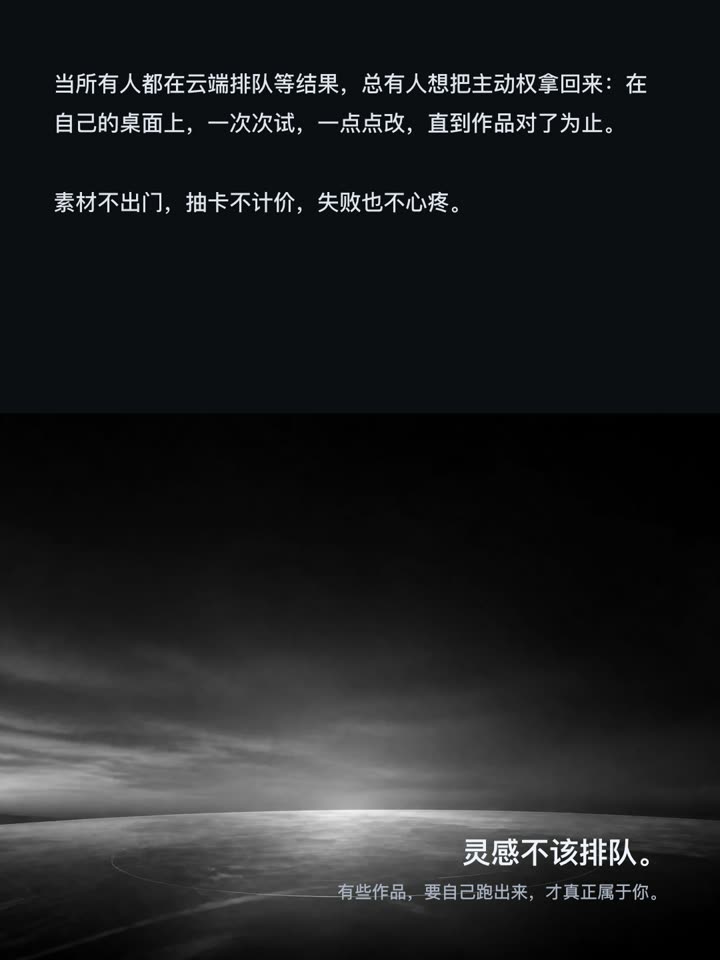 当所有人都在云端排队等结果，总有人想把主动权拿回来：在
自己的桌面上，一次次试，一点点改，直到作品对了为止。
素材不出门，抽卡不计价，失败也不心疼。
灵感不该排队。
有些作品，要自己跑出来，才真正属于你。